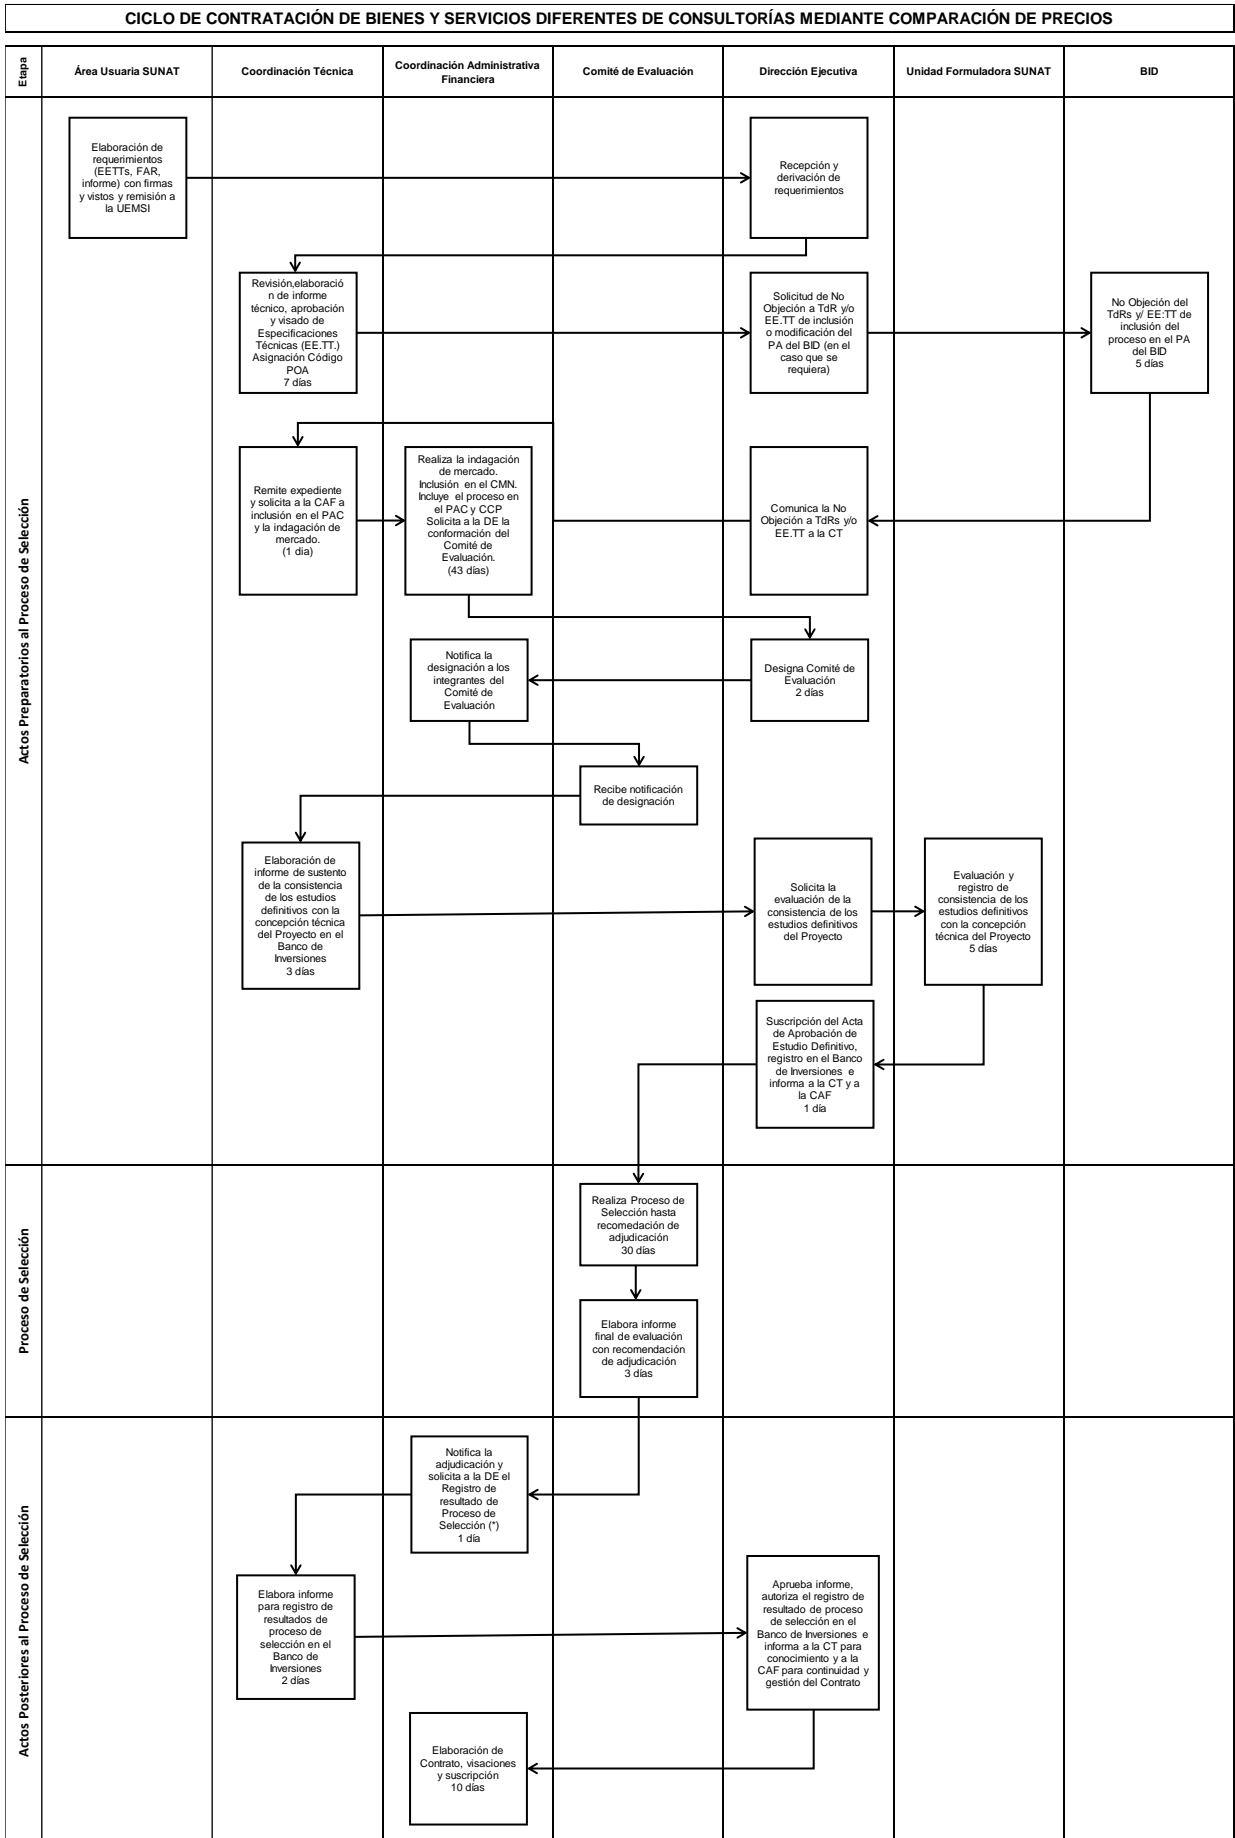 CICLO DE CONTRATACIÓN DE BIENES Y SERVICIOS DIFERENTES DE CONSULTORÍAS MEDIANTE COMPARACIÓN DE PRECIOS
Etapa
Área Usuaria SUNAT
Coordinación Técnica
Coordinación Administrativa
Financiera
Comité de Evaluación
Dirección Ejecutiva
Unidad Formuladora SUNAT
BID
Actos Preparatorios al Proceso de Selección
Elaboración de
requerimientos
(EETTs, FAR,
informe) con firmas
y vistos y remisión a
la UEMSI
Recepción y
derivación de
requerimientos
Revisión,elaboració
n de informe
técnico, aprobación
y visado de
Especificaciones
Técnicas (EE.TT.)
Asignación Código
POA
7 días
Solicitud de No
Objeción a TdR y/o
EE.TT de inclusión
o modificación del
PA del BID (en el
caso que se
requiera)
No Objeción del
TdRs y/ EE:TT de
inclusión del
proceso en el PA
del BID
5 días
Remite expediente
y solicita a la CAF a
inclusión en el PAC
y la indagación de
mercado.
(1 dia)
Realiza la indagación
de mercado.
Inclusión en el CMN.
Incluye el proceso en
el PAC y CCP
Solicita a la DE la
conformación del
Comité de
Evaluación.
(43 días)
Comunica la No
Objeción a TdRs y/o
EE.TT a la CT
Notifica la
designación a los
integrantes del
Comité de
Evaluación
Designa Comité de
Evaluación
2 días
Recibe notificación
de designación
Elaboración de
informe de sustento
de la consistencia
de los estudios
definitivos con la
concepción técnica
del Proyecto en el
Banco de
Inversiones
3 días
Solicita la
evaluación de la
consistencia de los
estudios definitivos
del Proyecto
Evaluación y
registro de
consistencia de los
estudios definitivos
con la concepción
técnica del Proyecto
5 días
Suscripción del Acta
de Aprobación de
Estudio Definitivo,
registro en el Banco
de Inversiones e
informa a la CT y a
la CAF
1 día
Proceso de Selección
Realiza Proceso de
Selección hasta
recomedación de
adjudicación
30 días
Elabora informe
final de evaluación
con recomendación
de adjudicación
3 días
Actos Posteriores al Proceso de Selección
Notifica la
adjudicación y
solicita a la DE el
Registro de
resultado de
Proceso de
Selección (*)
1 día
Elabora informe
para registro de
resultados de
proceso de
selección en el
Banco de
Inversiones
2 días
Aprueba informe,
autoriza el registro de
resultado de proceso
de selección en el
Banco de Inversiones e
informa a la CT para
conocimiento y a la
CAF para continuidad y
gestión del Contrato
Elaboración de
Contrato, visaciones
y suscripción
10 días